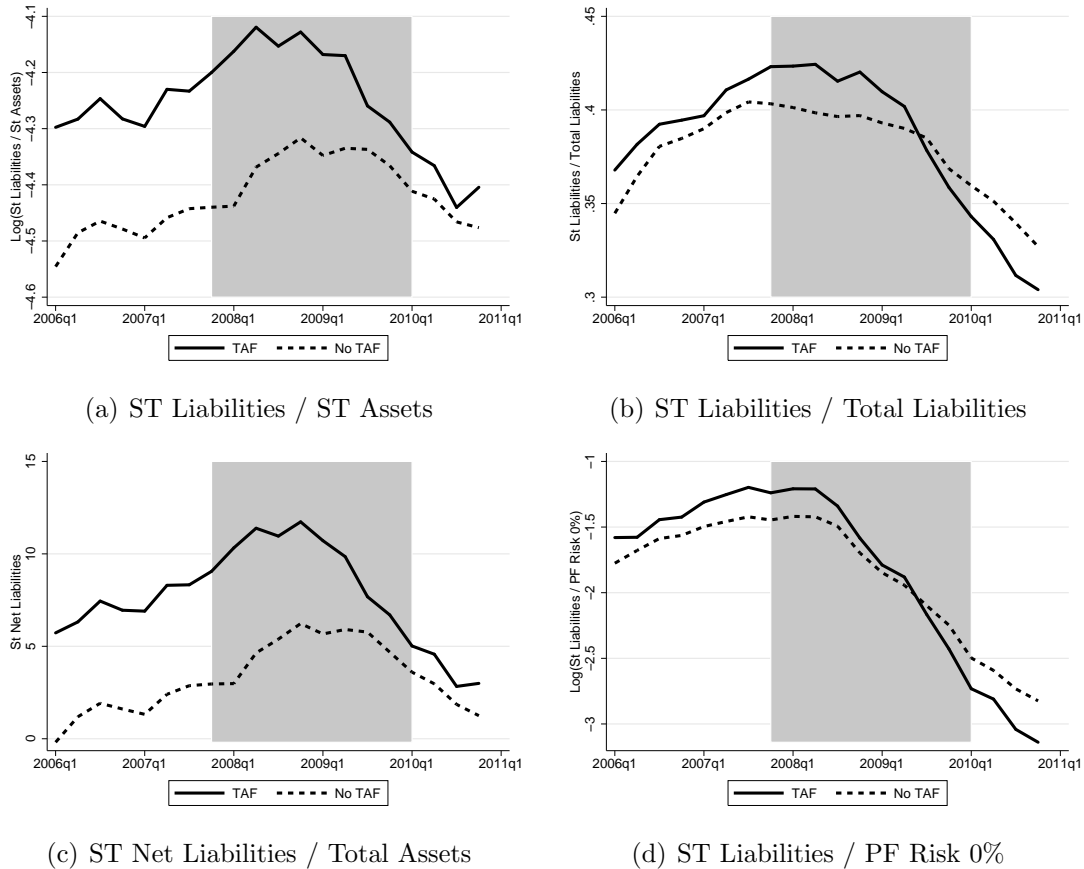 Log(St Liabilities / St Assets)
−4.1
−4.2
−4.3
−4.4
−4.5
−4.6
2006q1 2007q1 2008q1 2009q1 2010q1 2011q1
TAF No TAF
(a) ST Liabilities / ST Assets
St Liabilities / Total Liabilities
.45
.4
.35
.3
2006q1 2007q1 2008q1 2009q1 2010q1 2011q1
TAF No TAF
(b) ST Liabilities / Total Liabilities
St Net Liabilities
15
10
5
0
2006q1 2007q1 2008q1 2009q1 2010q1 2011q1
TAF No TAF
(c) ST Net Liabilities / Total Assets
Log(St Liabilities / PF Risk 0%)
−1
−1.5
−2
−2.5
−3
2006q1 2007q1 2008q1 2009q1 2010q1 2011q1
TAF No TAF
(d) ST Liabilities / PF Risk 0%